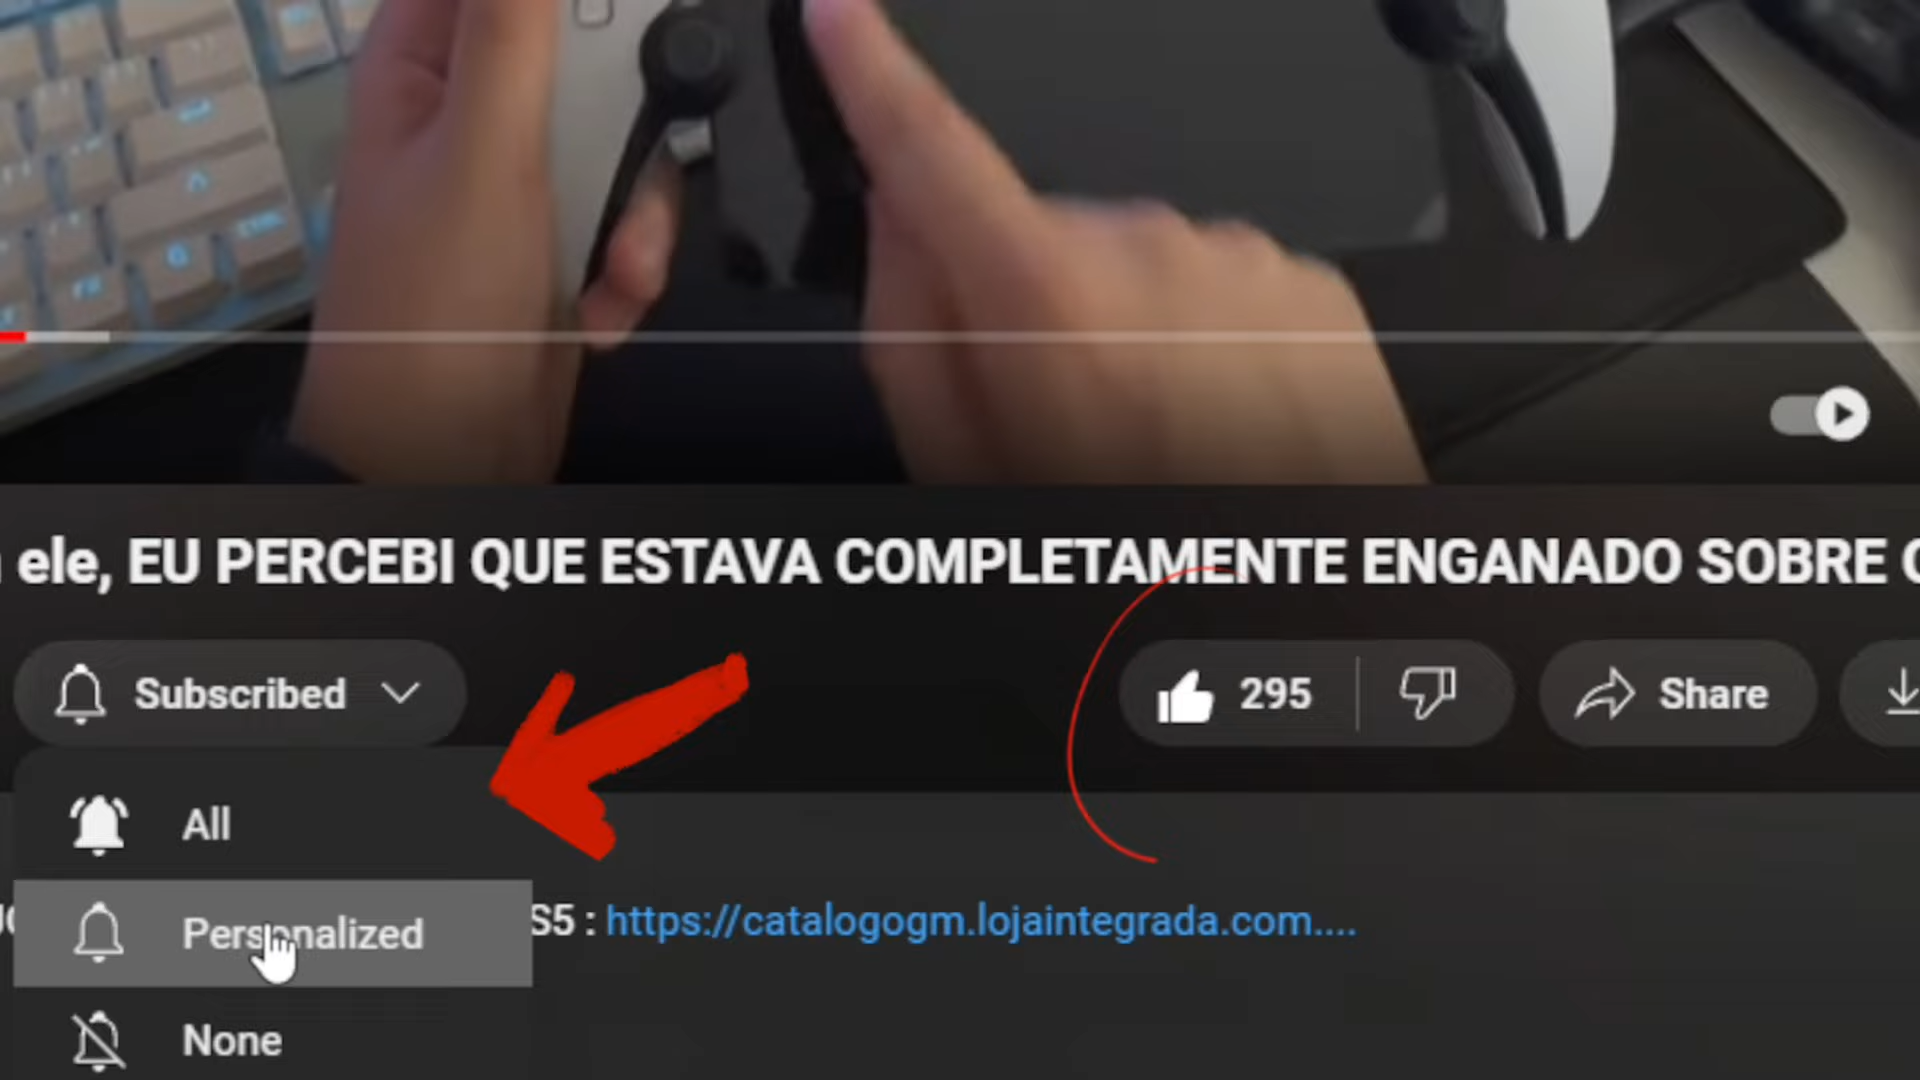 ele, EU PERCEBI QUE ESTAVA COMPLETAMENTE ENGANADO SOBRE
Subscribed
295
Share
All
Personalized
S5 : https://catalogogm.lojaintegrada.com....
None